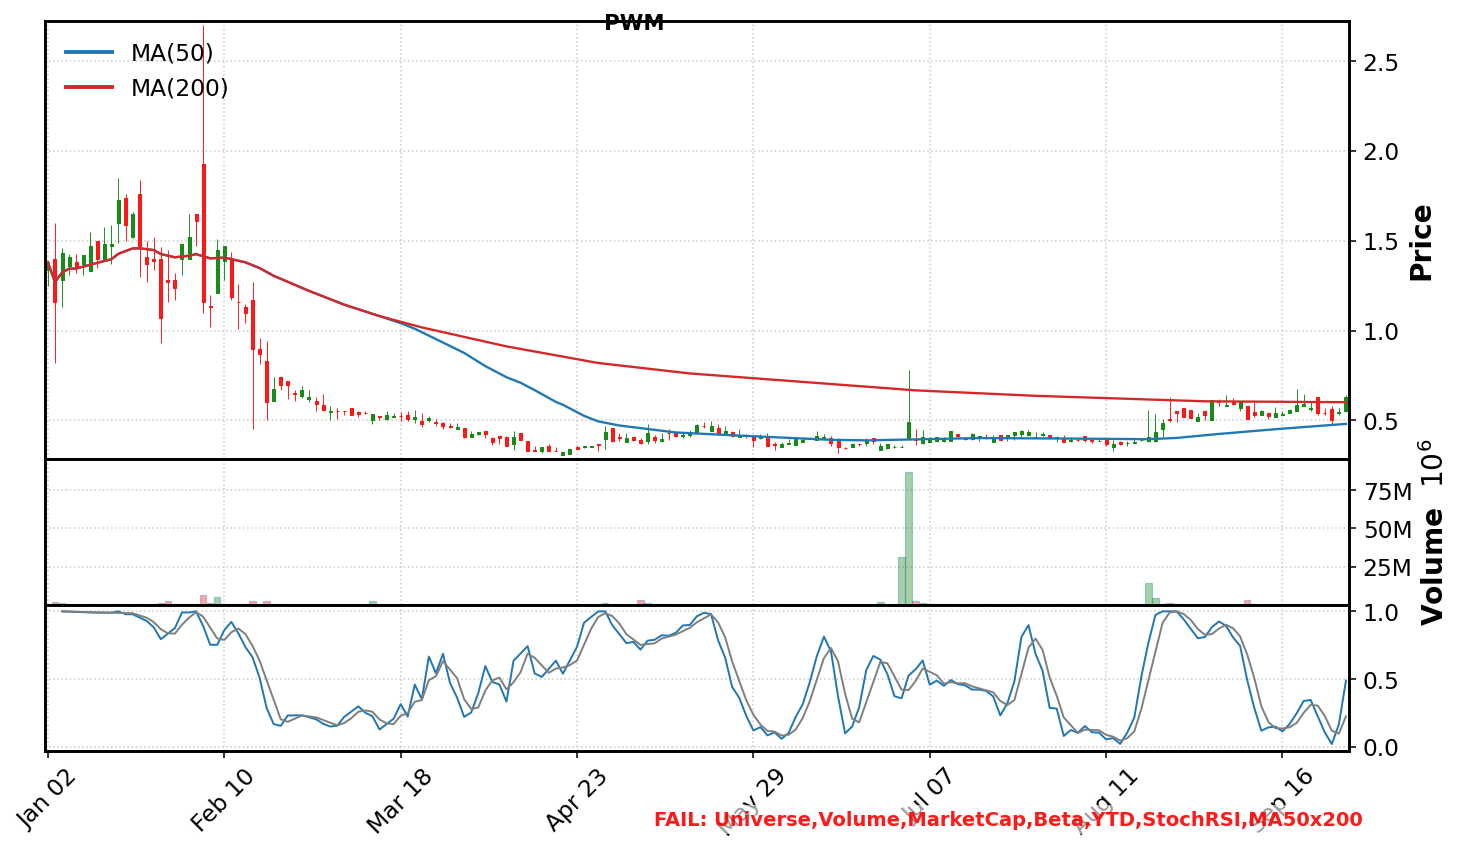 PWM
MA(50)
MA(200)
2.5
2.0
1.5
1.0
0.5
Price
10^6
75M
50M
25M
Volume
1.0
0.5
0.0
Jan 02
Feb 10
Mar 18
Apr 23
May 29
Jul 07
Aug 11
Sep 16
FAIL: Universe,Volume,MarketCap,Beta,YTD,StochRSI,MA50x200